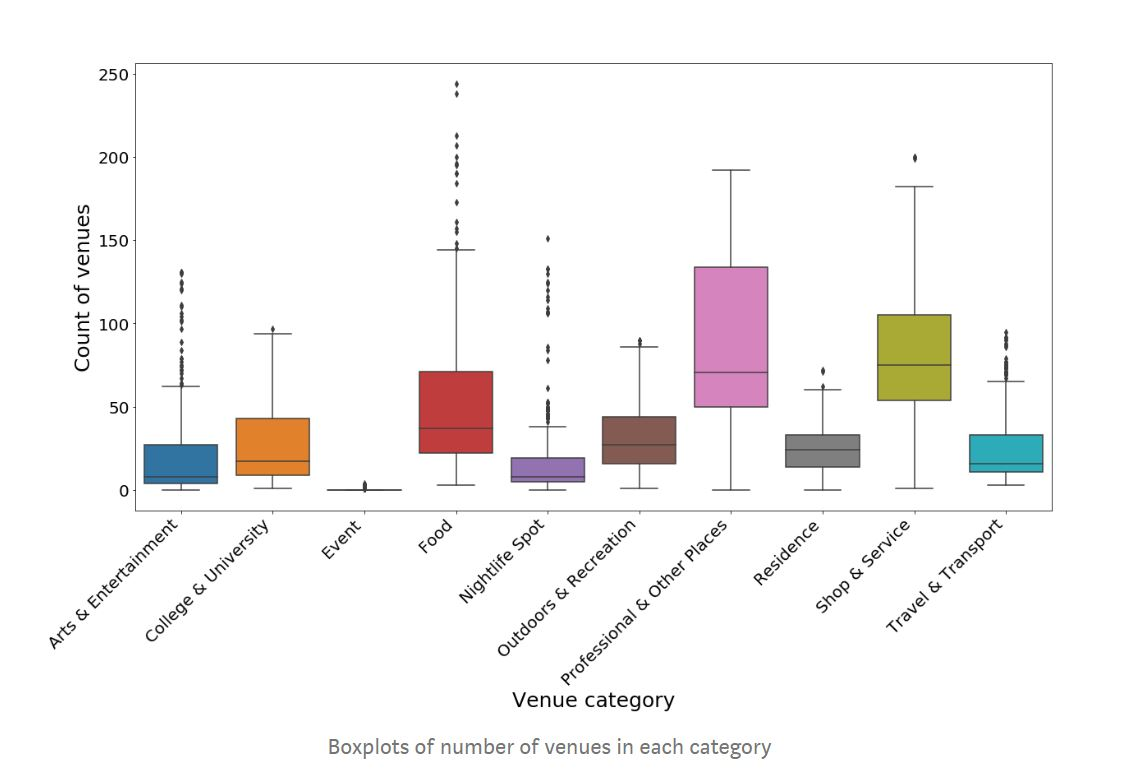 250
200
150
100
50
0
Count of venues
Arts & Entertainment
College & University
Event
Food
Nightlife Spot
Outdoors & Recreation
Professional & Other Places
Residence
Shop & Service
Travel & Transport
Venue category
Boxplots of number of venues in each category